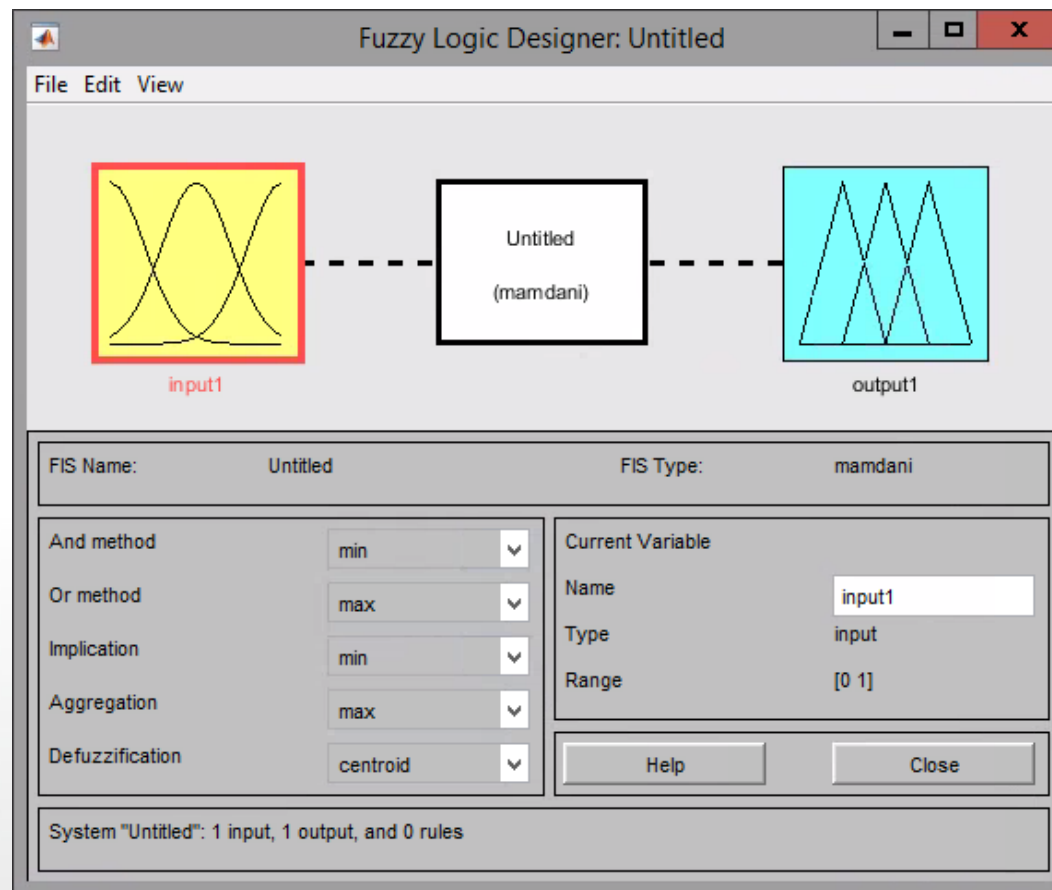 Fuzzy Logic Designer: Untitled
File Edit View
Untitled
(mamdani)
input1
output1
FIS Name: Untitled FIS Type: mamdani
And method min
Or method max
Implication min
Aggregation max
Defuzzification centroid
Current Variable
Name input1
Type input
Range [0 1]
Help Close
System "Untitled": 1 input, 1 output, and 0 rules